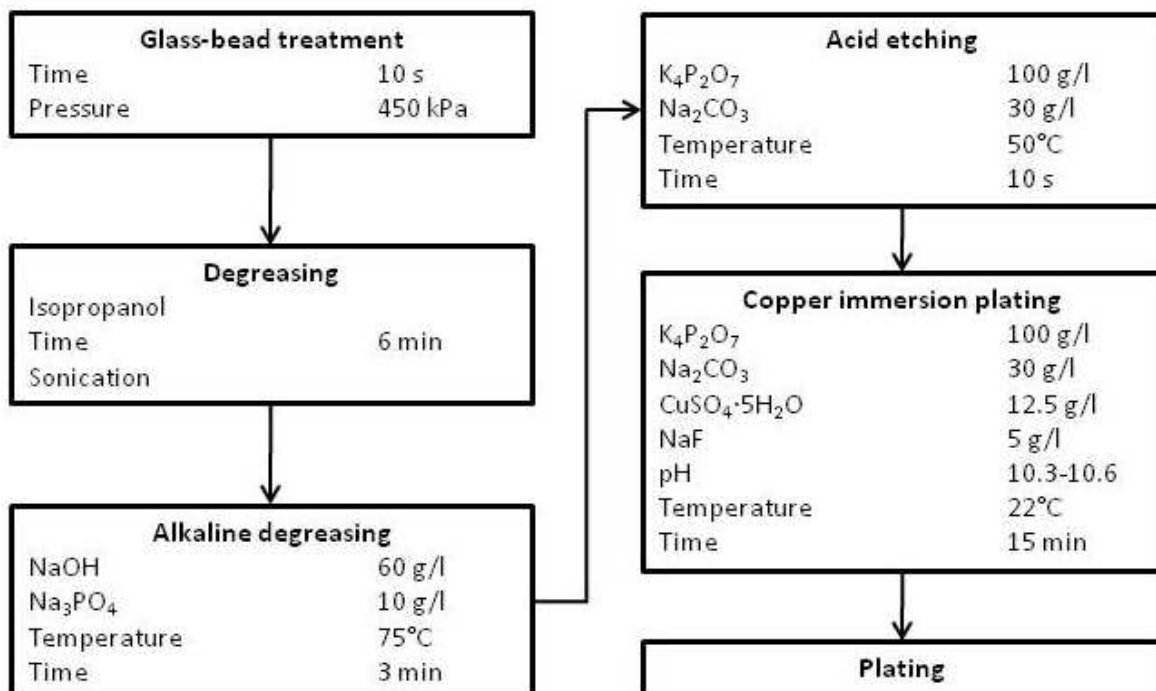 Glass-bead treatment
Time 10 s
Pressure 450 kPa
Degreasing
Isopropanol
Time 6 min
Sonication
Alkaline degreasing
NaOH 60 g/l
Na₃PO₄ 10 g/l
Temperature 75°C
Time 3 min
Acid etching
K₄P₂O₇ 100 g/l
Na₂CO₃ 30 g/l
Temperature 50°C
Time 10 s
Copper immersion plating
K₄P₂O₇ 100 g/l
Na₂CO₃ 30 g/l
CuSO₄·5H₂O 12.5 g/l
NaF 5 g/l
pH 10.3-10.6
Temperature 22°C
Time 15 min
Plating